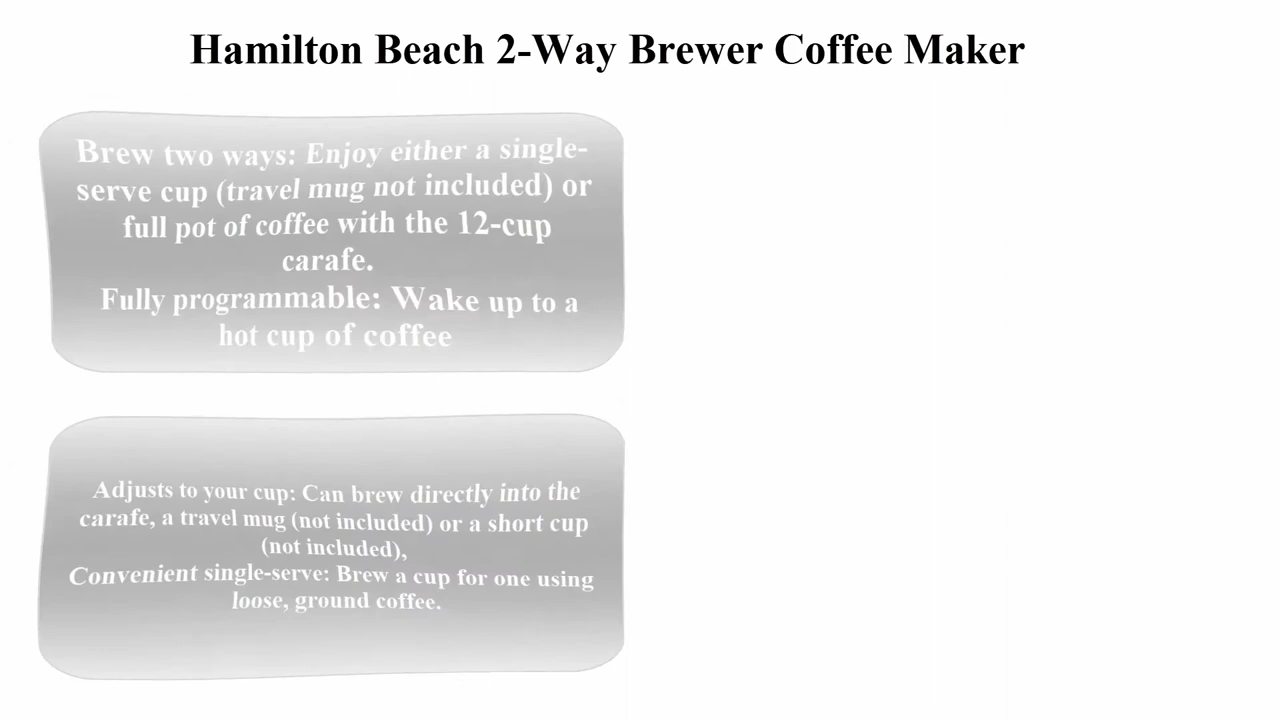 Hamilton Beach 2-Way Brewer Coffee Maker
Brew two ways: Enjoy either a single-
serve cup (travel mug not included) or
full pot of coffee with the 12-cup
carafe.
Fully programmable: Wake up to a
hot cup of coffee
Adjusts to your cup: Can brew directly into the
carafe, a travel mug (not included) or a short cup
(not included),
Convenient single-serve: Brew a cup for one using
loose, ground coffee.